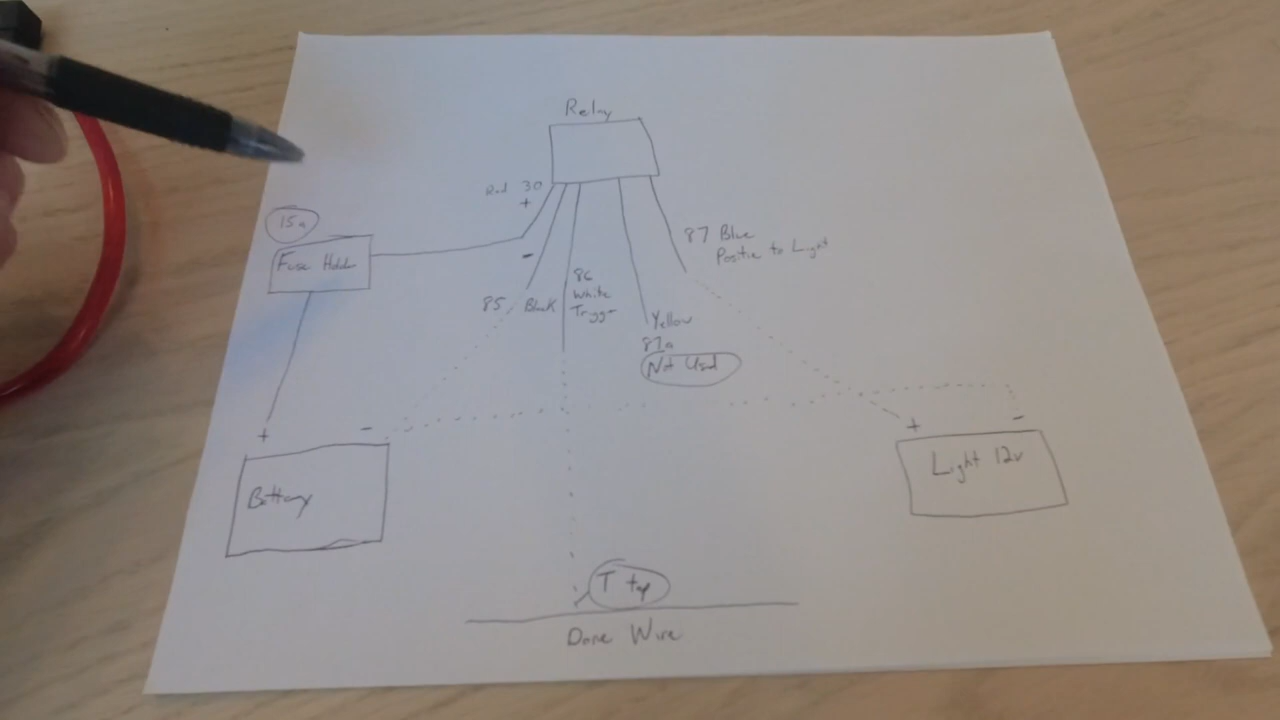 Relay
Red 30
+
15a
Fuse Hold
-
87 Blue
Positive to Light
85 Black
86
White
Trigger
Yellow
87a
Not Used
+
-
+
-
Battery
Light 12v
T tap
Dome Wire